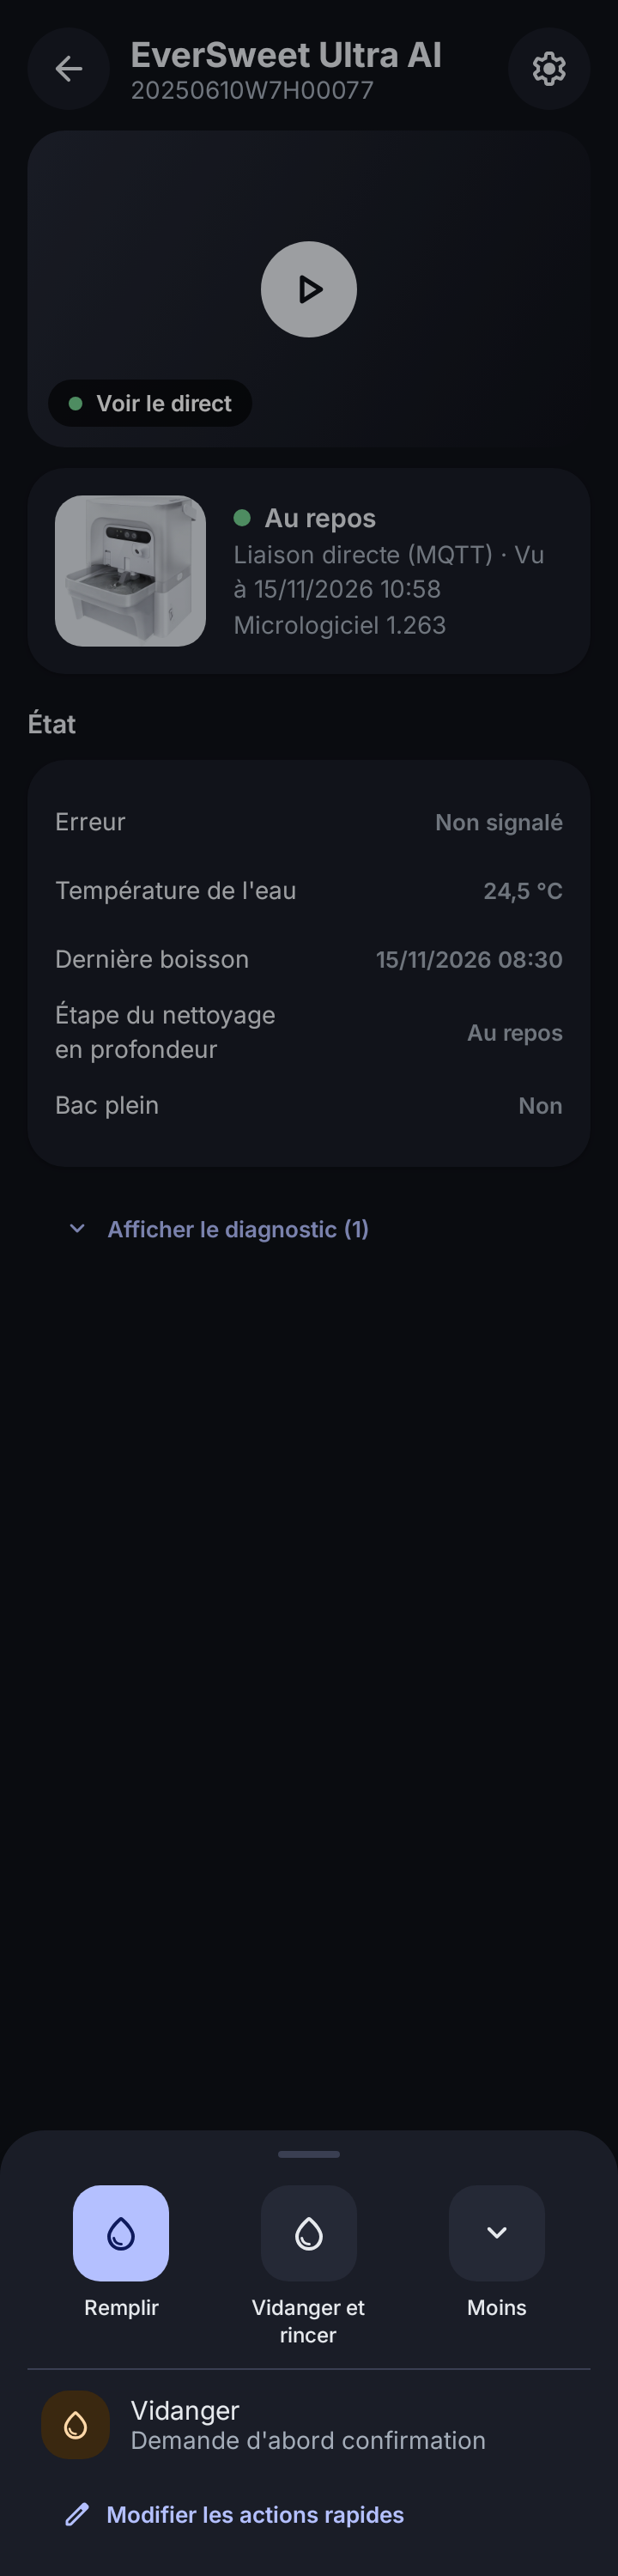 EverSweet Ultra AI
20250610W7H00077
Voir le direct
Au repos
Liaison directe (MQTT) · Vu
à 15/11/2026 10:58
Micrologiciel 1.263
État
Erreur
Non signalé
Température de l'eau
24,5 °C
Dernière boisson
15/11/2026 08:30
Étape du nettoyage
en profondeur
Au repos
Bac plein
Non
Afficher le diagnostic (1)
Remplir
Vidanger et
rincer
Moins
Vidanger
Demande d'abord confirmation
Modifier les actions rapides